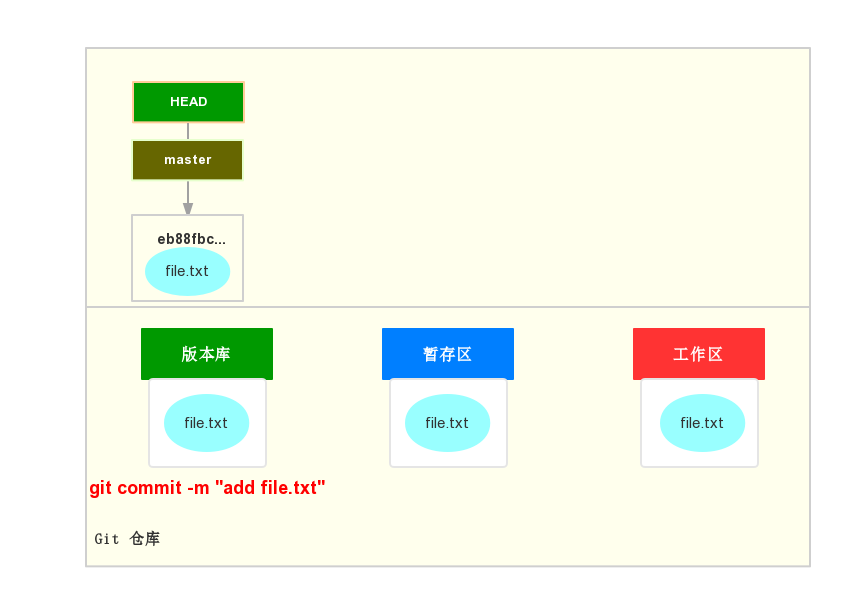 HEAD
master
eb88fbc...
file.txt
版本库
暂存区
工作区
file.txt
file.txt
file.txt
git commit -m "add file.txt"
Git 仓库